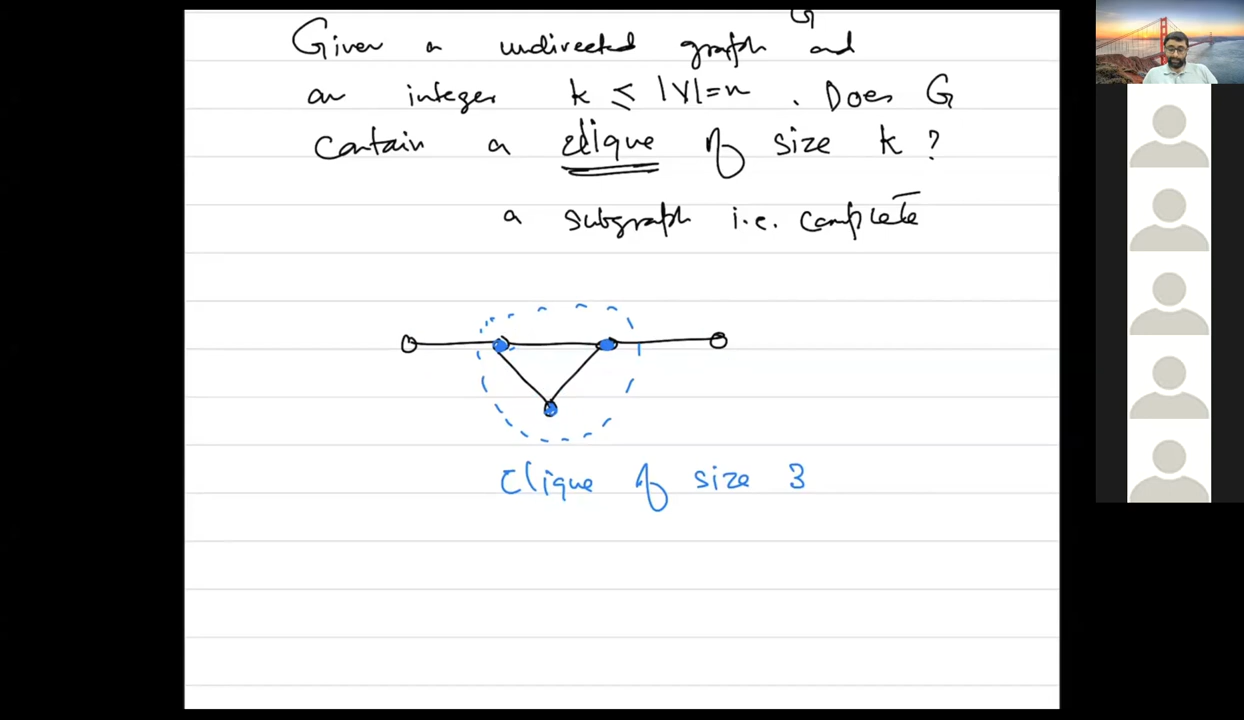 G
Given a undirected graph and
an integer k ≤ |V|=n . Does G
contain a clique of size k ?
a subgraph i.e. complete
Clique of size 3